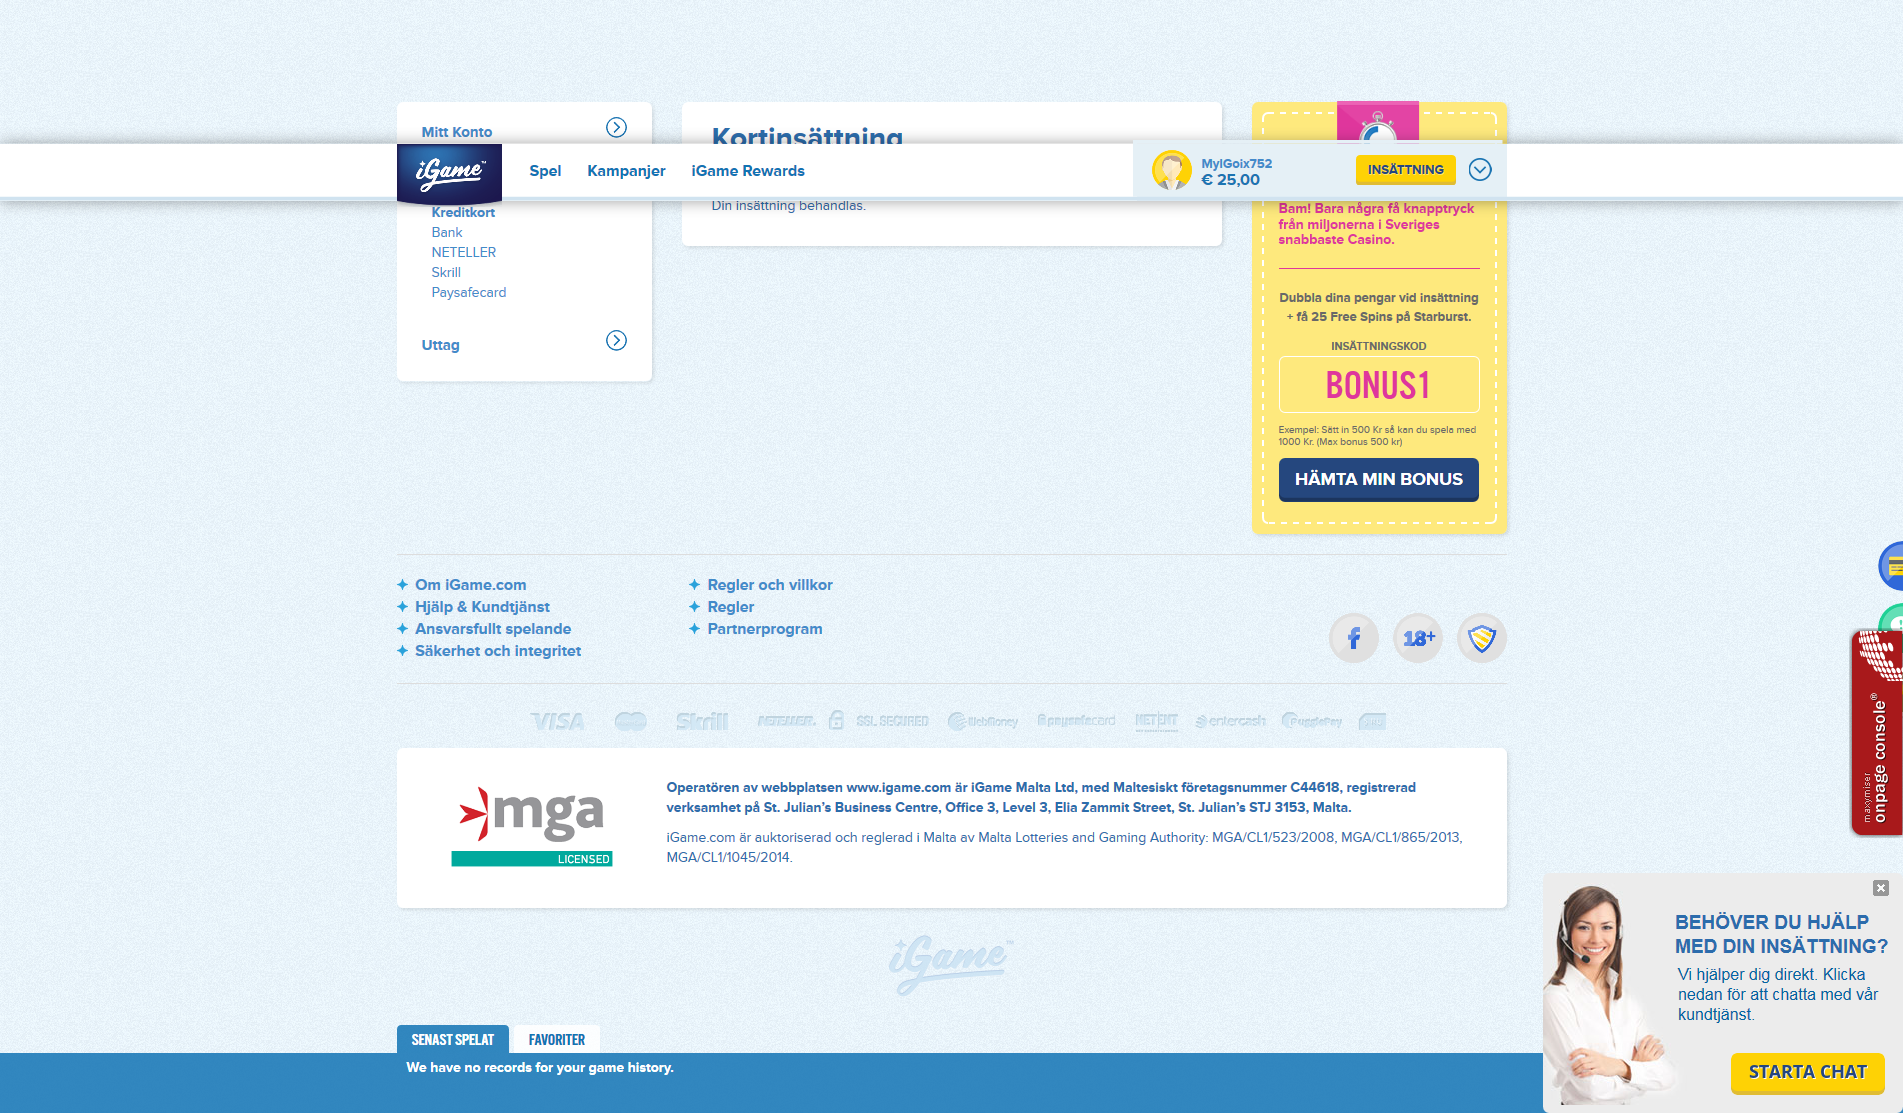 Mitt Konto
Kortinsättning
iGame™
Spel
Kampanjer
iGame Rewards
MyIGoix752
€ 25,00
INSÄTTNING
Kreditkort
Bank
NETELLER
Skrill
Paysafecard
Uttag
Din insättning behandlas.
Bam! Bara några få knapptryck
från miljonerna i Sveriges
snabbaste Casino.
Dubbla dina pengar vid insättning
+ få 25 Free Spins på Starburst.
INSÄTTNINGSKOD
BONUS1
Exempel: Sätt in 500 Kr så kan du spela med
1000 Kr. (Max bonus 500 kr)
HÄMTA MIN BONUS
Om iGame.com
Hjälp & Kundtjänst
Ansvarsfullt spelande
Säkerhet och integritet
Regler och villkor
Regler
Partnerprogram
f
18+
maxymiser
onpage console®
VISA
Skrill
NETELLER.
SSL SECURED
WebMoney
paysafecard
NETENT
entercash
PugglePay
mga
LICENSED
Operatören av webbplatsen www.igame.com är iGame Malta Ltd, med Maltesiskt företagsnummer C44618, registrerad
verksamhet på St. Julian’s Business Centre, Office 3, Level 3, Elia Zammit Street, St. Julian’s STJ 3153, Malta.
iGame.com är auktoriserad och reglerad i Malta av Malta Lotteries and Gaming Authority: MGA/CL1/523/2008, MGA/CL1/865/2013,
MGA/CL1/1045/2014.
iGame™
BEHÖVER DU HJÄLP
MED DIN INSÄTTNING?
Vi hjälper dig direkt. Klicka
nedan för att chatta med vår
kundtjänst.
STARTA CHAT
SENAST SPELAT
FAVORITER
We have no records for your game history.